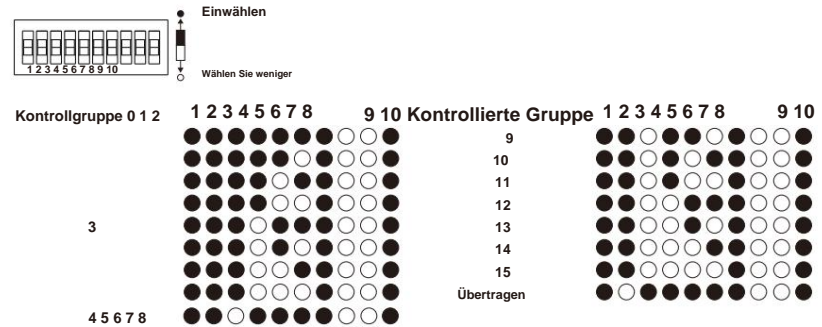 Einwählen
Wählen Sie weniger
1 2 3 4 5 6 7 8 9 10
Kontrollgruppe 0 1 2
1 2 3 4 5 6 7 8 9 10
Kontrollierte Gruppe
1 2 3 4 5 6 7 8 9 10
9
10
11
12
3
13
14
15
Übertragen
4 5 6 7 8